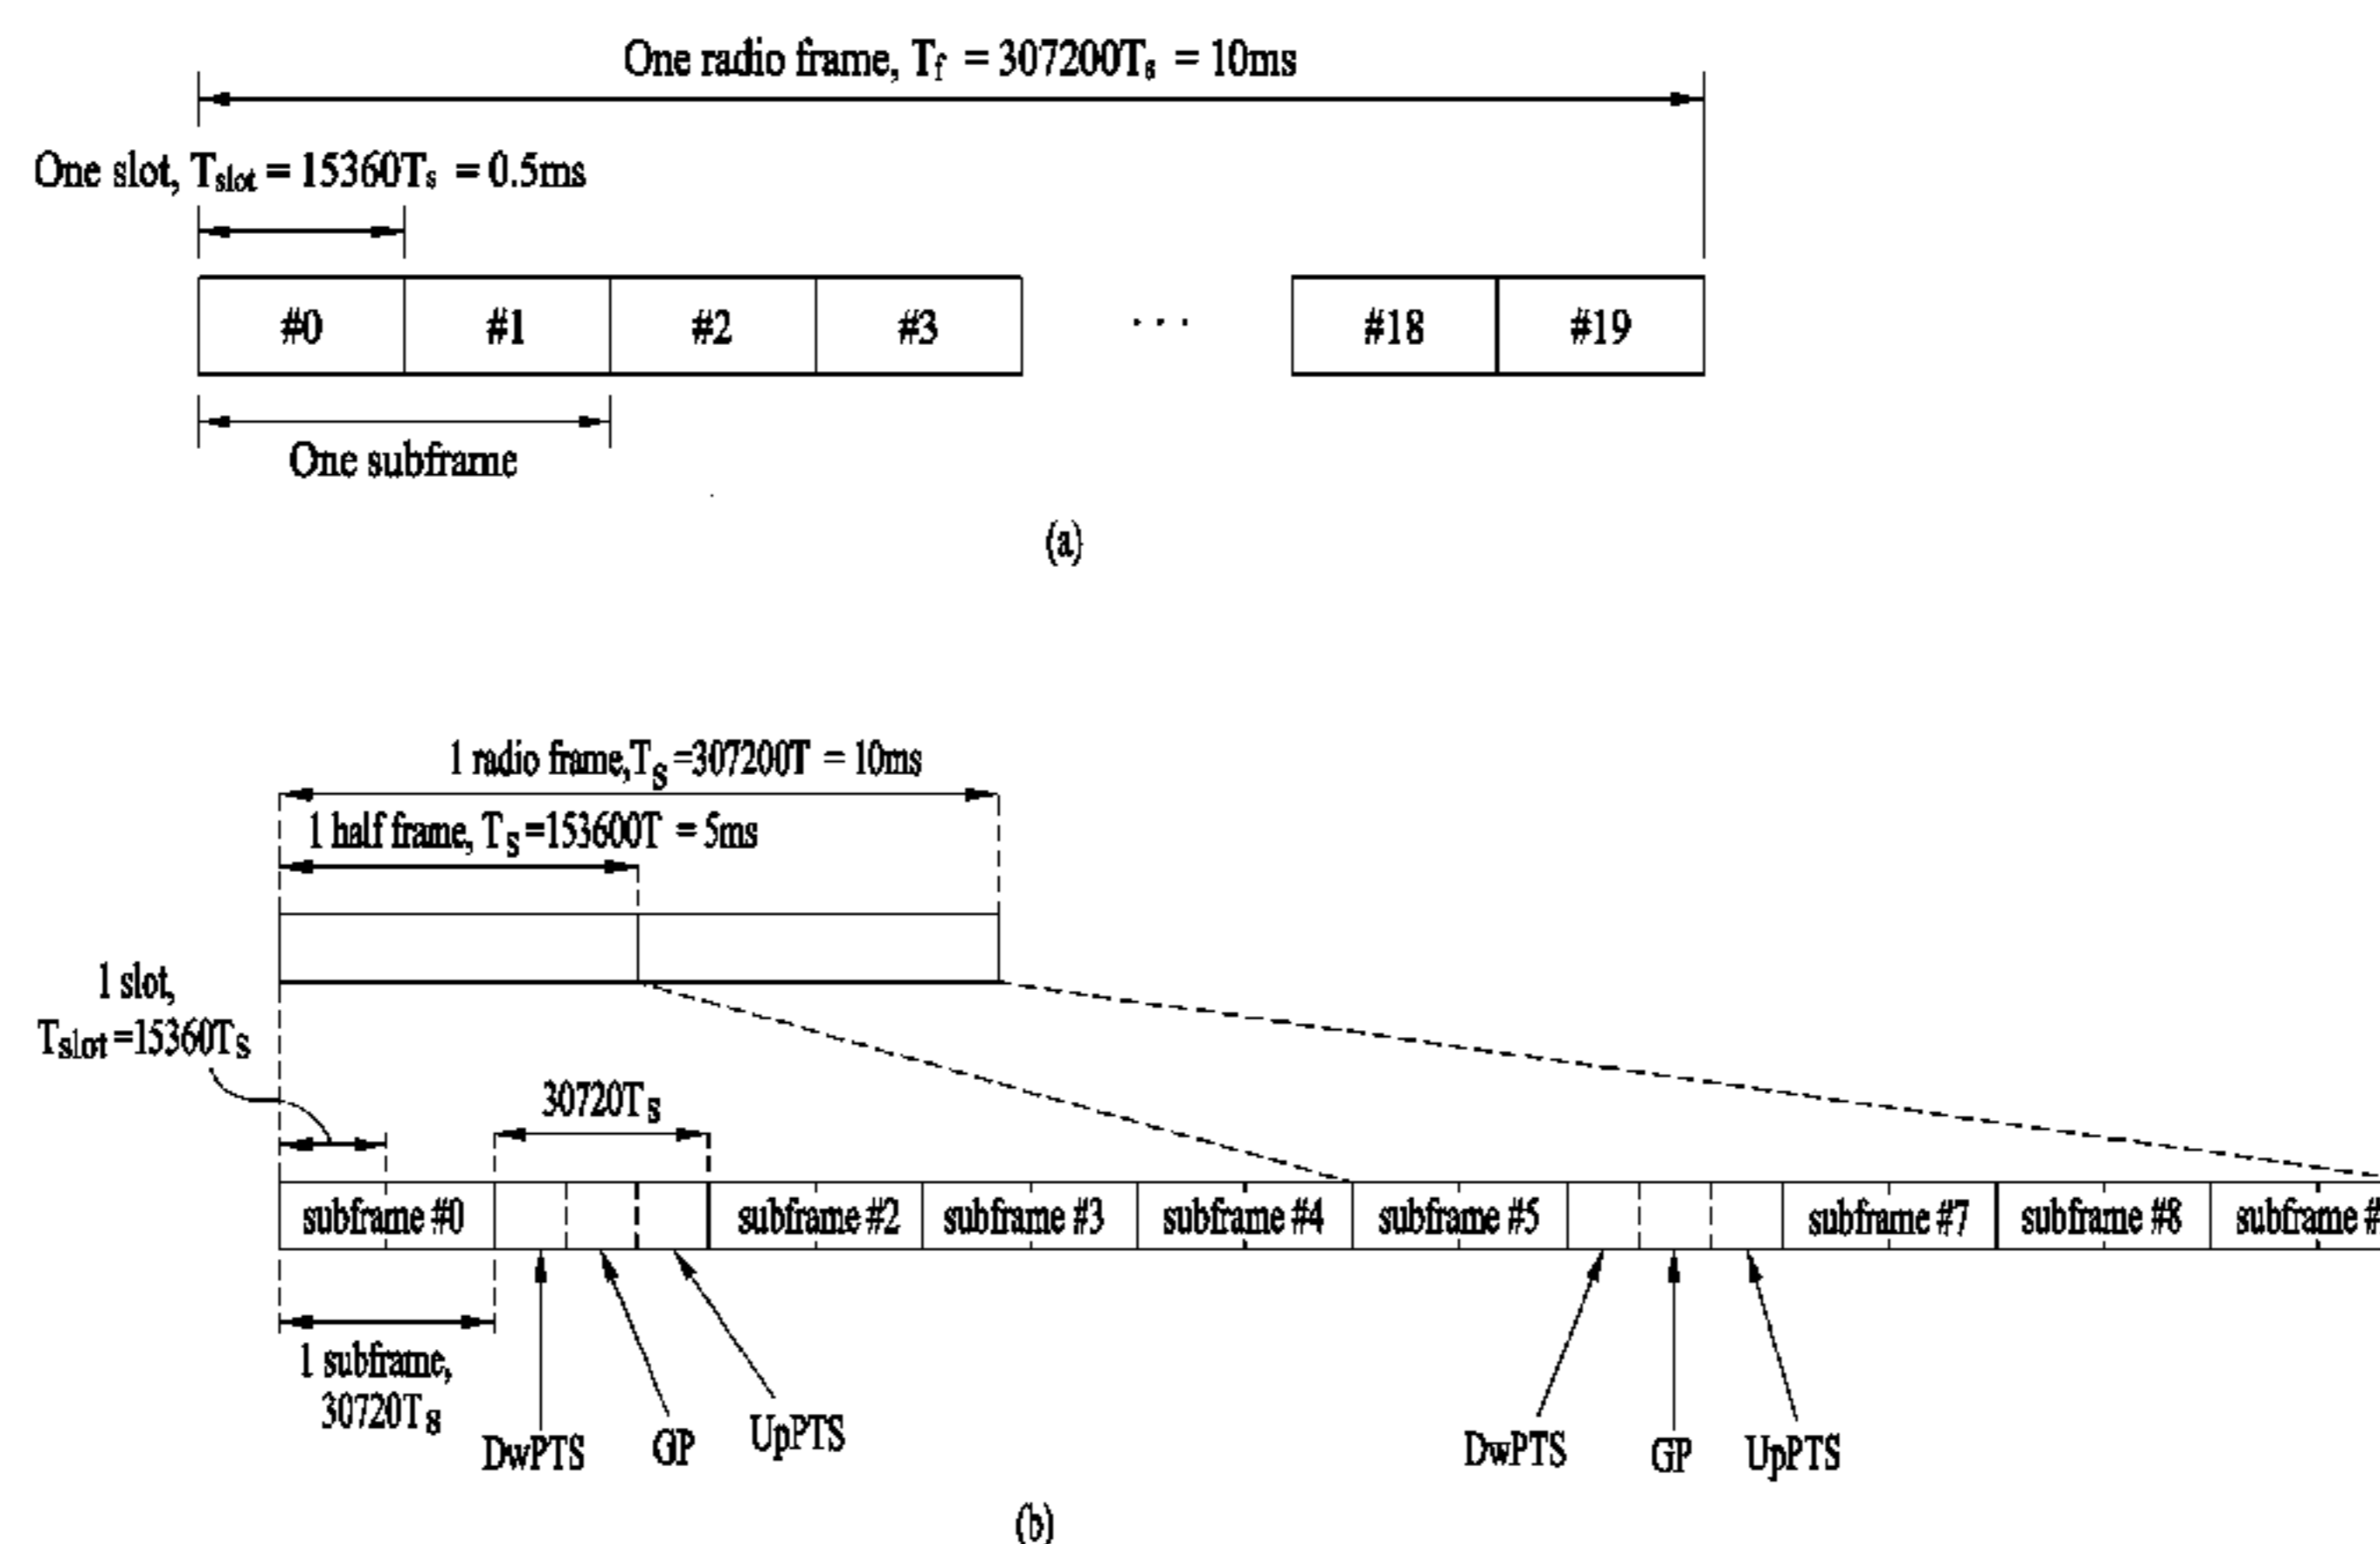 One radio frame, Tf = 307200Ts = 10ms
One slot, Tslot = 15360Ts = 0.5ms
#0 #1 #2 #3 · · · #18 #19
One subframe
(a)
1 radio frame,TS =307200T = 10ms
1 half frame, TS =153600T = 5ms
1 slot,
Tslot =15360TS
30720TS
subframe #0 subframe #2 subframe #3 subframe #4 subframe #5 subframe #7 subframe #8 subframe #
1 subframe,
30720TS
DwPTS GP UpPTS DwPTS GP UpPTS
(b)